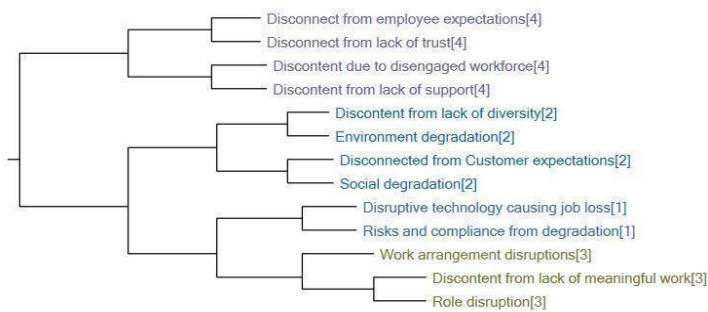 Disconnect from employee expectations[4]
Disconnect from lack of trust[4]
Discontent due to disengaged workforce[4]
Discontent from lack of support[4]
Discontent from lack of diversity[2]
Environment degradation[2]
Disconnected from Customer expectations[2]
Social degradation[2]
Disruptive technology causing job loss[1]
Risks and compliance from degradation[1]
Work arrangement disruptions[3]
Discontent from lack of meaningful work[3]
Role disruption[3]